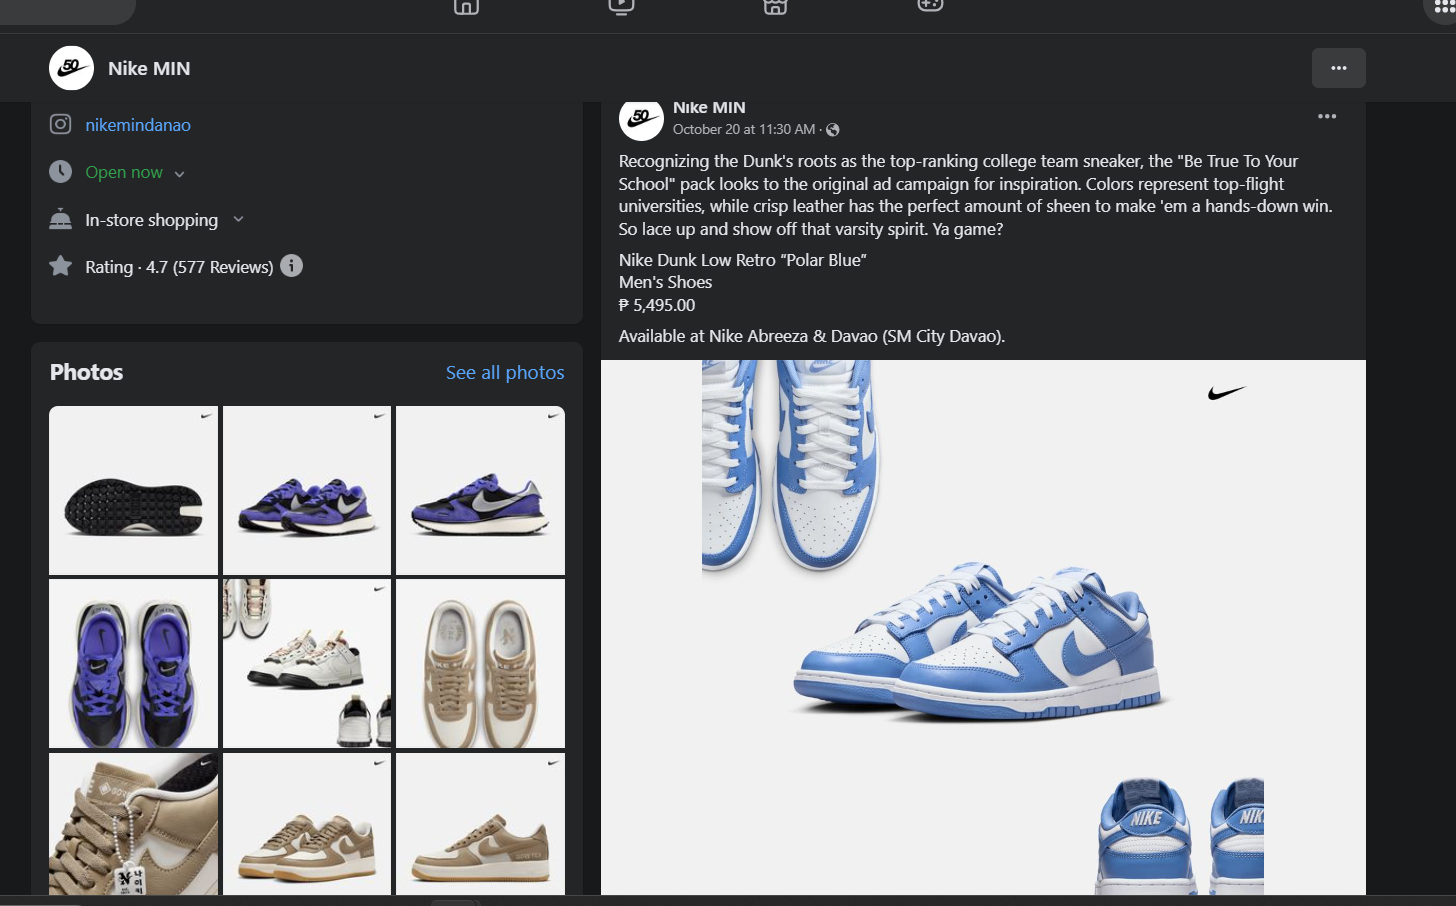 50
Nike MIN
nikemindanao
Open now
In-store shopping
Rating · 4.7 (577 Reviews)
Photos
See all photos
GORE
GORE-TEX
50
Nike MIN
October 20 at 11:30 AM ·
Recognizing the Dunk's roots as the top-ranking college team sneaker, the "Be True To Your
School" pack looks to the original ad campaign for inspiration. Colors represent top-flight
universities, while crisp leather has the perfect amount of sheen to make 'em a hands-down win.
So lace up and show off that varsity spirit. Ya game?
Nike Dunk Low Retro “Polar Blue”
Men's Shoes
₱ 5,495.00
Available at Nike Abreeza & Davao (SM City Davao).
NIKE
NIK